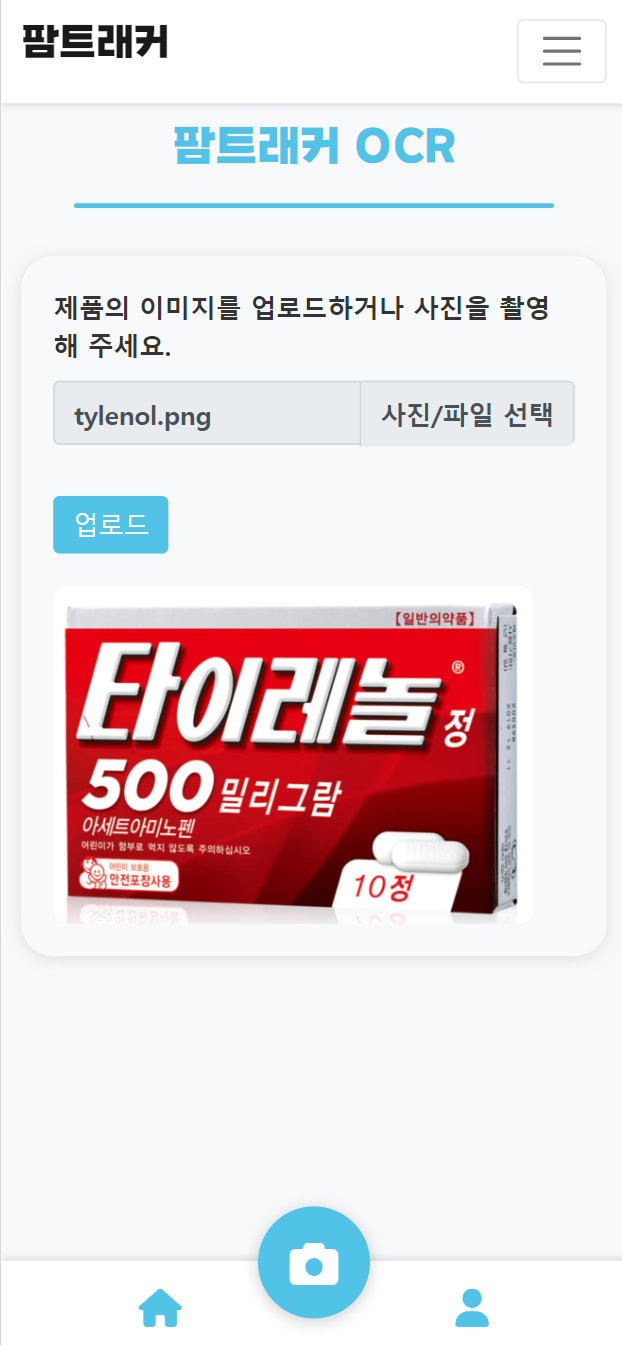 팜트래커
팜트래커 OCR
제품의 이미지를 업로드하거나 사진을 촬영
해 주세요.
tylenol.png
사진/파일 선택
업로드
【일반의약품】
타이레놀 정 ®
500 밀리그람
아세트아미노펜
어린이가 함부로 먹지 않도록 주의하십시오
어린이 보호용
안전포장사용
10정